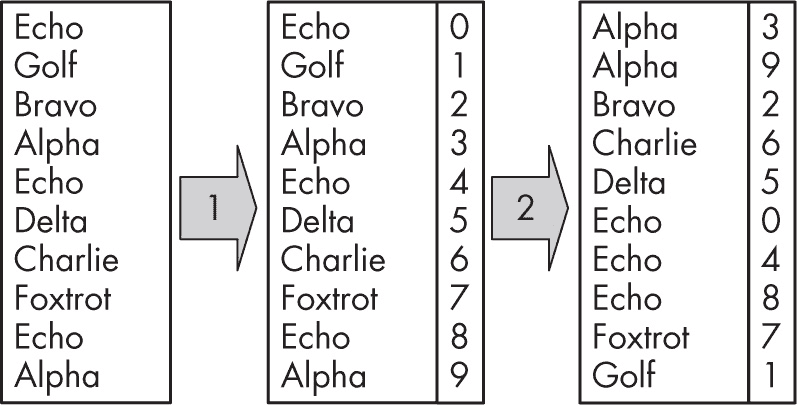 Echo
Golf
Bravo
Alpha
Echo
Delta
Charlie
Foxtrot
Echo
Alpha
1
Echo 0
Golf 1
Bravo 2
Alpha 3
Echo 4
Delta 5
Charlie 6
Foxtrot 7
Echo 8
Alpha 9
2
Alpha 3
Alpha 9
Bravo 2
Charlie 6
Delta 5
Echo 0
Echo 4
Echo 8
Foxtrot 7
Golf 1